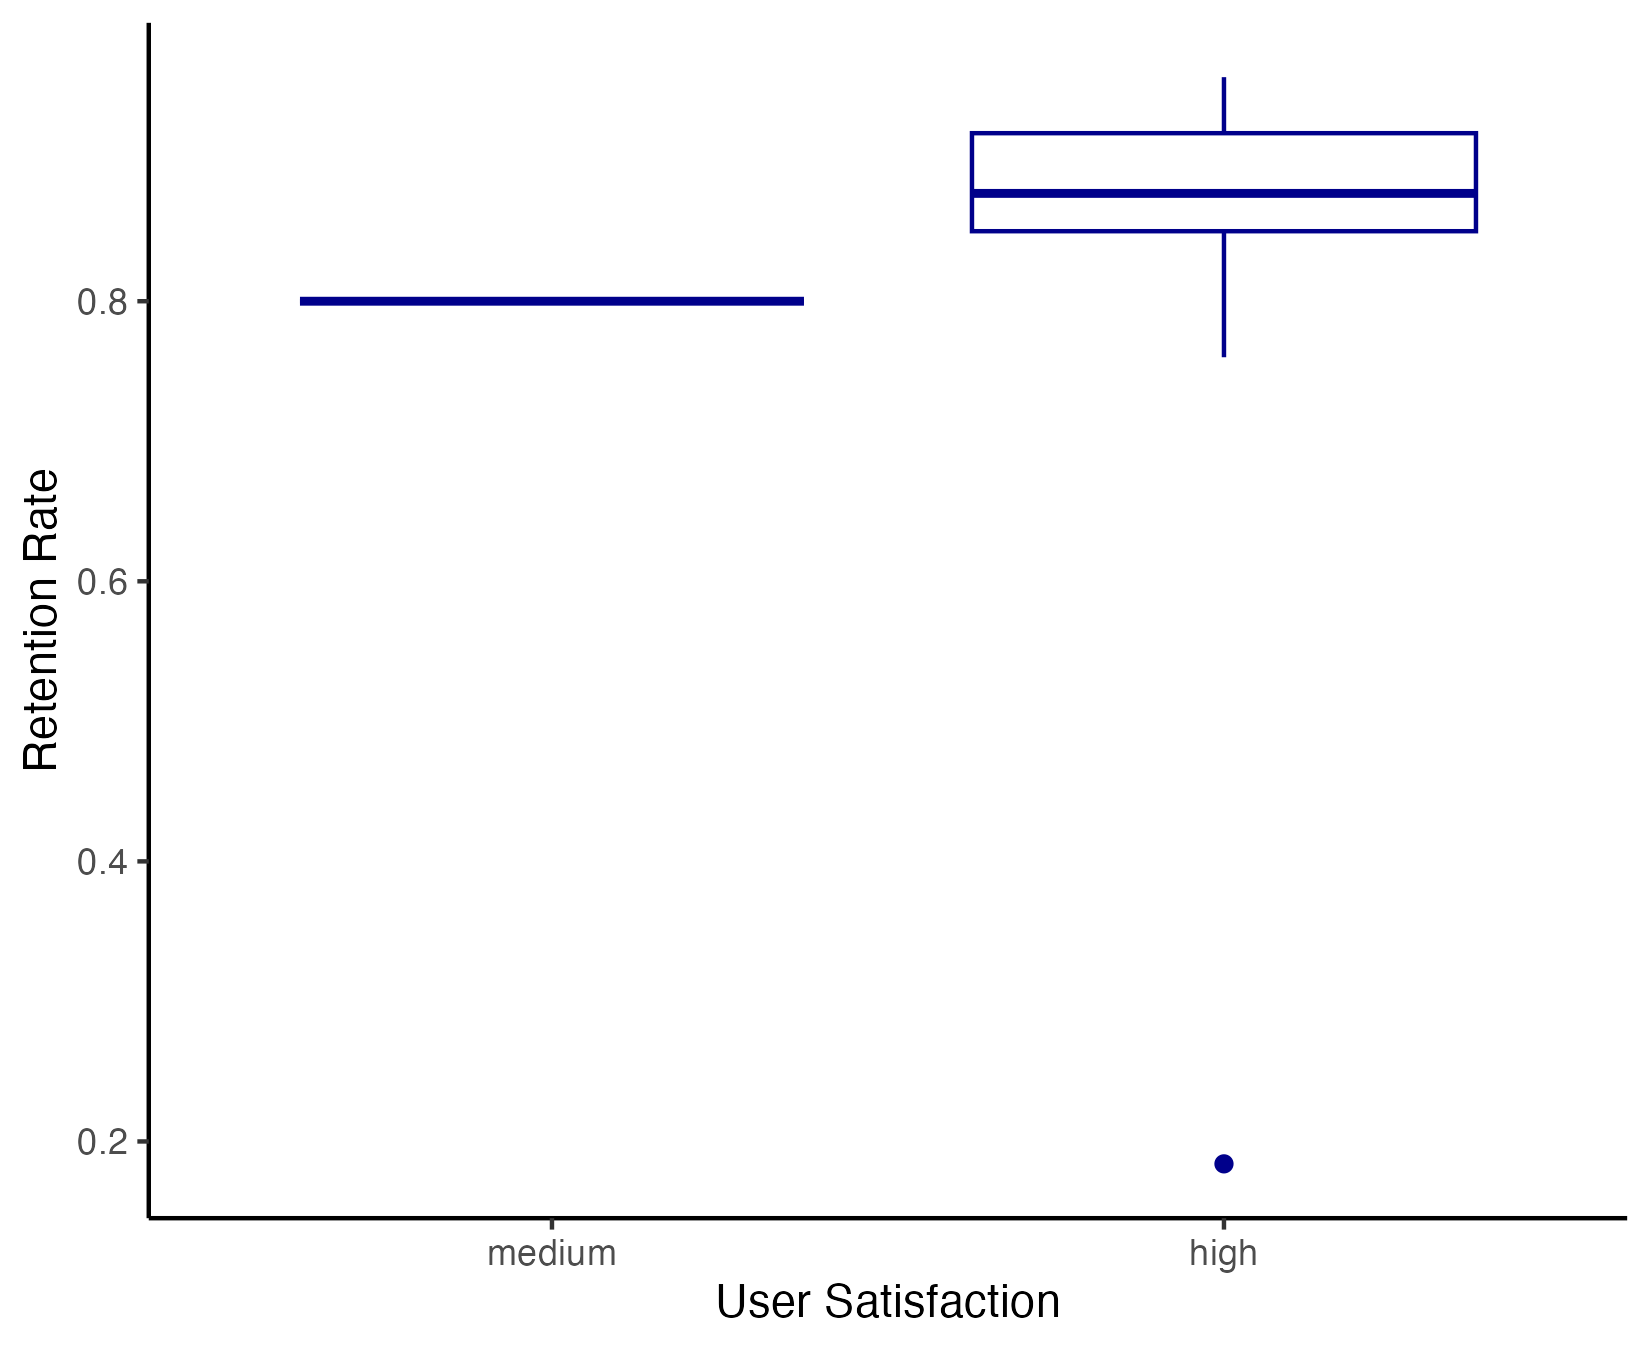 Retention Rate
0.8
0.6
0.4
0.2
medium
high
User Satisfaction